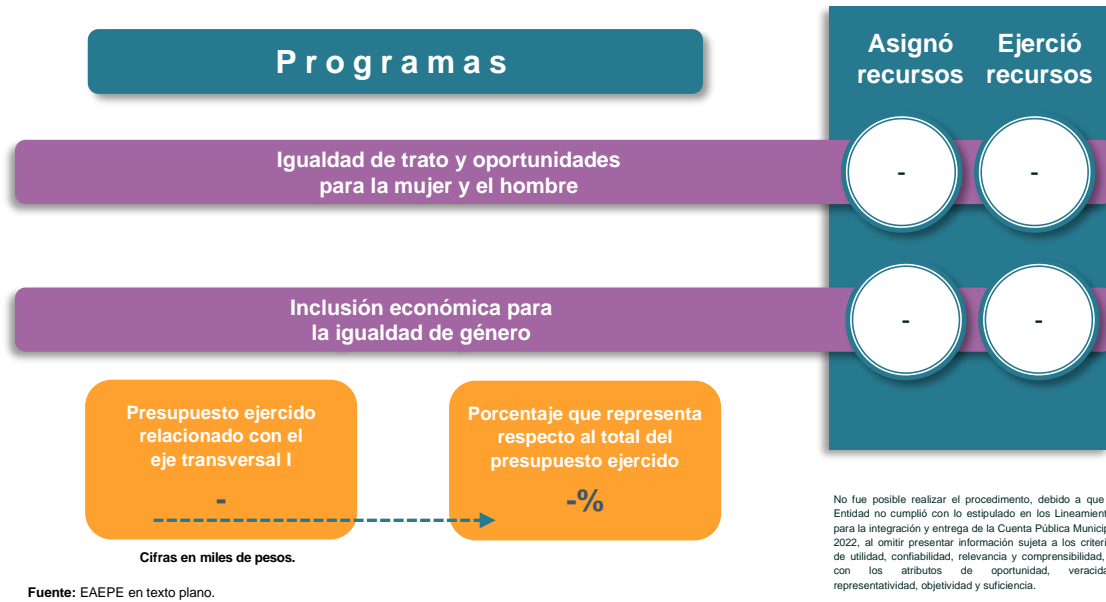 Programas
Asignó recursos
Ejerció recursos
Igualdad de trato y oportunidades
para la mujer y el hombre
-
-
Inclusión económica para
la igualdad de género
-
-
Presupuesto ejercido
relacionado con el
eje transversal I
-
Porcentaje que representa
respecto al total del
presupuesto ejercido
-%
Cifras en miles de pesos.
Fuente: EAEPE en texto plano.
No fue posible realizar el procedimento, debido a que
Entidad no cumplió con lo estipulado en los
para la integración y entrega de la Cuenta Pública
2022, al omitir presentar información sujeta a los
de utilidad, confiabilidad, relevancia y comprensibilidad,
con los atributos de oportunidad,
representatividad, objetividad y suficiencia.